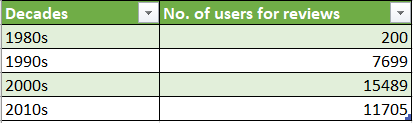 Decades No. of users for reviews
1980s 200
1990s 7699
2000s 15489
2010s 11705